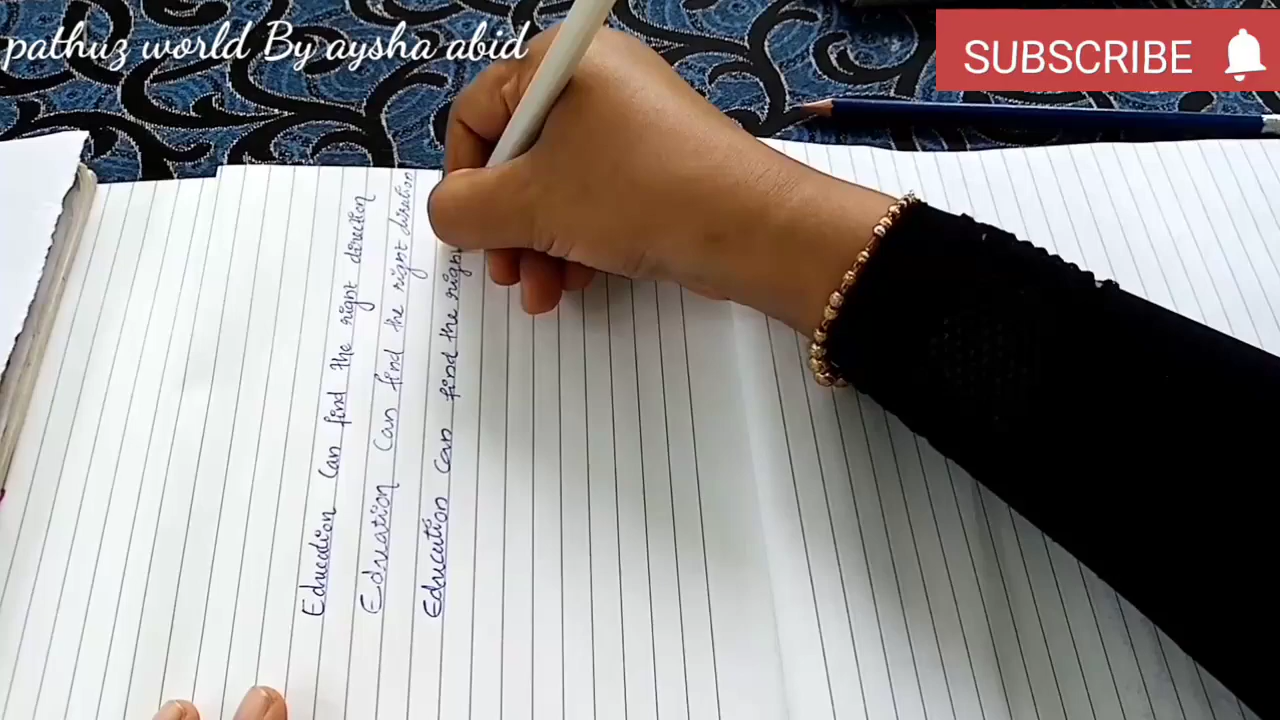 pathuz world By aysha abid
SUBSCRIBE
Education Can find the right direction
Eduation Can find the right direction
Education can find the right